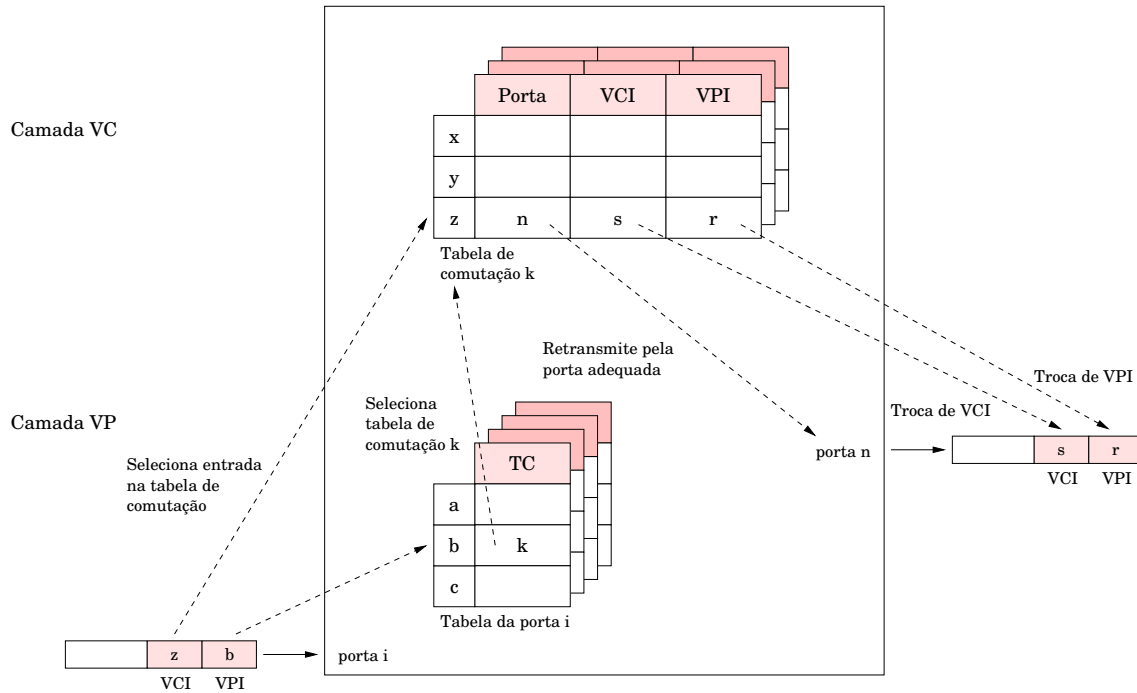 Porta VCI VPI
Camada VC
x
y
z n s r
Tabela de
comutação k
Retransmite pela
porta adequada
Troca de VPI
Troca de VCI
Camada VP
Seleciona
tabela de
comutação k
Seleciona entrada
na tabela de
comutação
TC
a
b k
c
Tabela da porta i
porta n
s r
VCI VPI
z b
VCI VPI
porta i